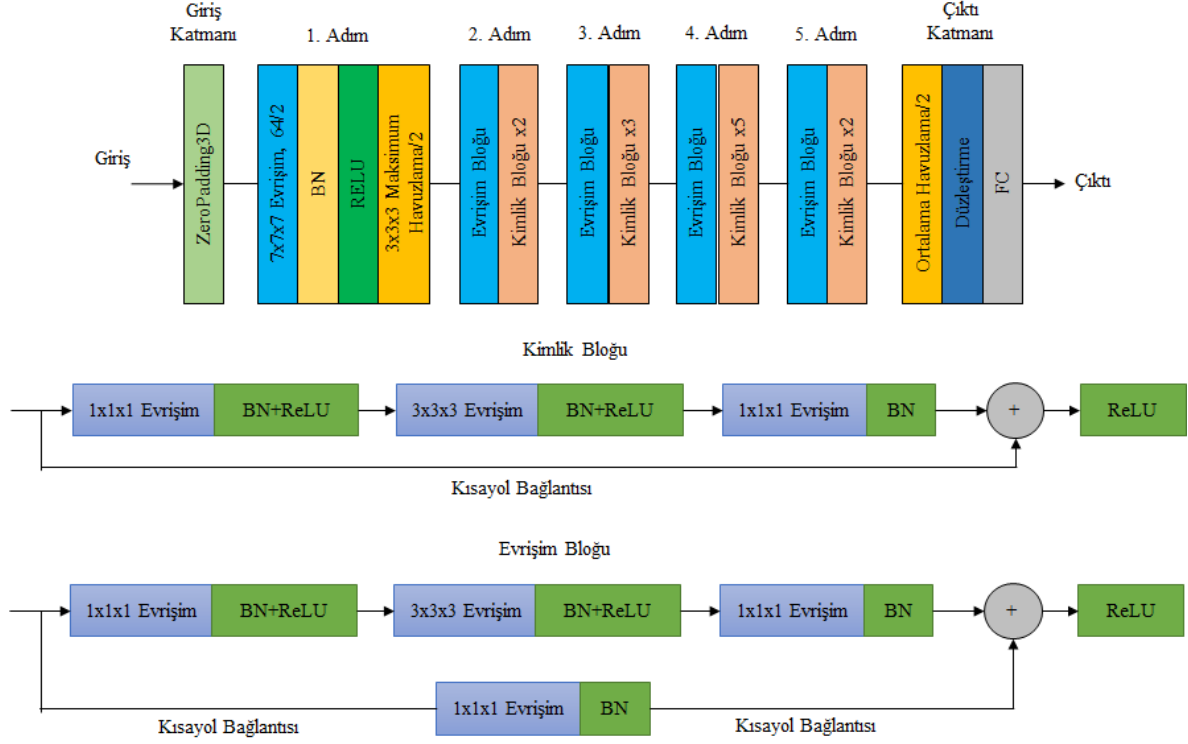 Giriş
Katmanı
1. Adım
2. Adım
3. Adım
4. Adım
5. Adım
Çıktı
Katmanı
Giriş
ZeroPadding3D
7x7x7 Evrişim, 64/2
BN
RELU
3x3x3 Maksimum
Havuzlama/2
Evrişim Bloğu
Kimlik Bloğu x2
Evrişim Bloğu
Kimlik Bloğu x3
Evrişim Bloğu
Kimlik Bloğu x5
Evrişim Bloğu
Kimlik Bloğu x2
Ortalama Havuzlama/2
Düzleştirme
FC
Çıktı
Kimlik Bloğu
1x1x1 Evrişim
BN+ReLU
3x3x3 Evrişim
BN+ReLU
1x1x1 Evrişim
BN
+
ReLU
Kısayol Bağlantısı
Evrişim Bloğu
1x1x1 Evrişim
BN+ReLU
3x3x3 Evrişim
BN+ReLU
1x1x1 Evrişim
BN
+
ReLU
1x1x1 Evrişim
BN
Kısayol Bağlantısı
Kısayol Bağlantısı